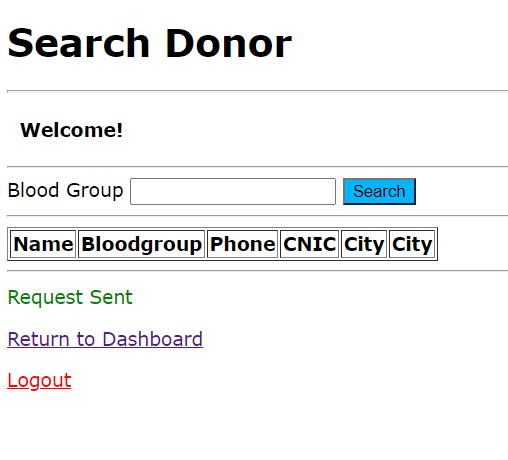 Search Donor
Welcome!
Blood Group Search
Name Bloodgroup Phone CNIC City City
Request Sent
Return to Dashboard
Logout